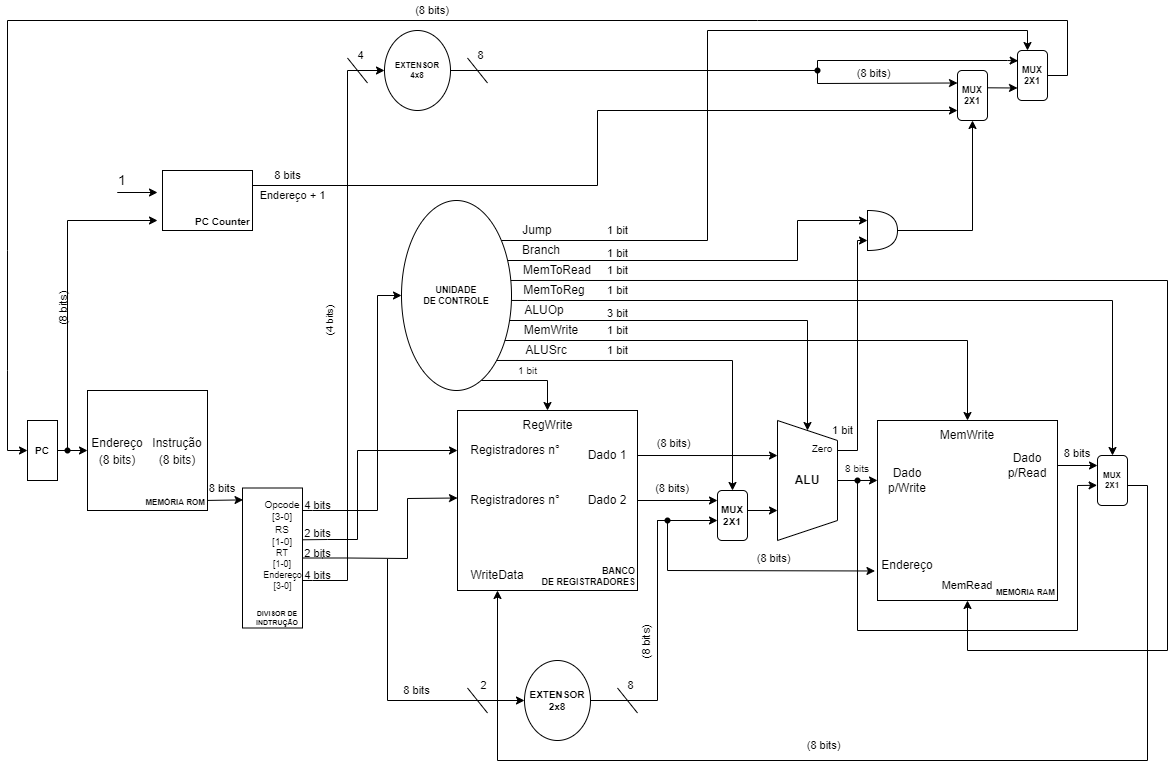 (8 bits)
4
EXTENSOR
4x8
8
(8 bits)
MUX
2X1
MUX
2X1
1
8 bits
Endereço + 1
PC Counter
(8 bits)
(4 bits)
UNIDADE
DE CONTROLE
Jump 1 bit
Branch 1 bit
MemToRead 1 bit
MemToReg 1 bit
ALUOp 3 bit
MemWrite 1 bit
ALUSrc 1 bit
1 bit
PC
Endereço
(8 bits)
Instrução
(8 bits)
MEMÓRIA ROM
8 bits
Opcode
[3-0]
4 bits
RS
[1-0]
2 bits
RT
[1-0]
2 bits
Endereço
[3-0]
4 bits
DIVISOR DE
INDTRUÇÃO
RegWrite
Registradores n°
Registradores n°
Dado 1
Dado 2
WriteData
BANCO
DE REGISTRADORES
(8 bits)
(8 bits)
MUX
2X1
(8 bits)
ALU
Zero
1 bit
8 bits
MemWrite
Dado
p/Write
Dado
p/Read
Endereço
MemRead
MEMÓRIA RAM
8 bits
MUX
2X1
(8 bits)
8 bits
2
EXTENSOR
2x8
8
(8 bits)